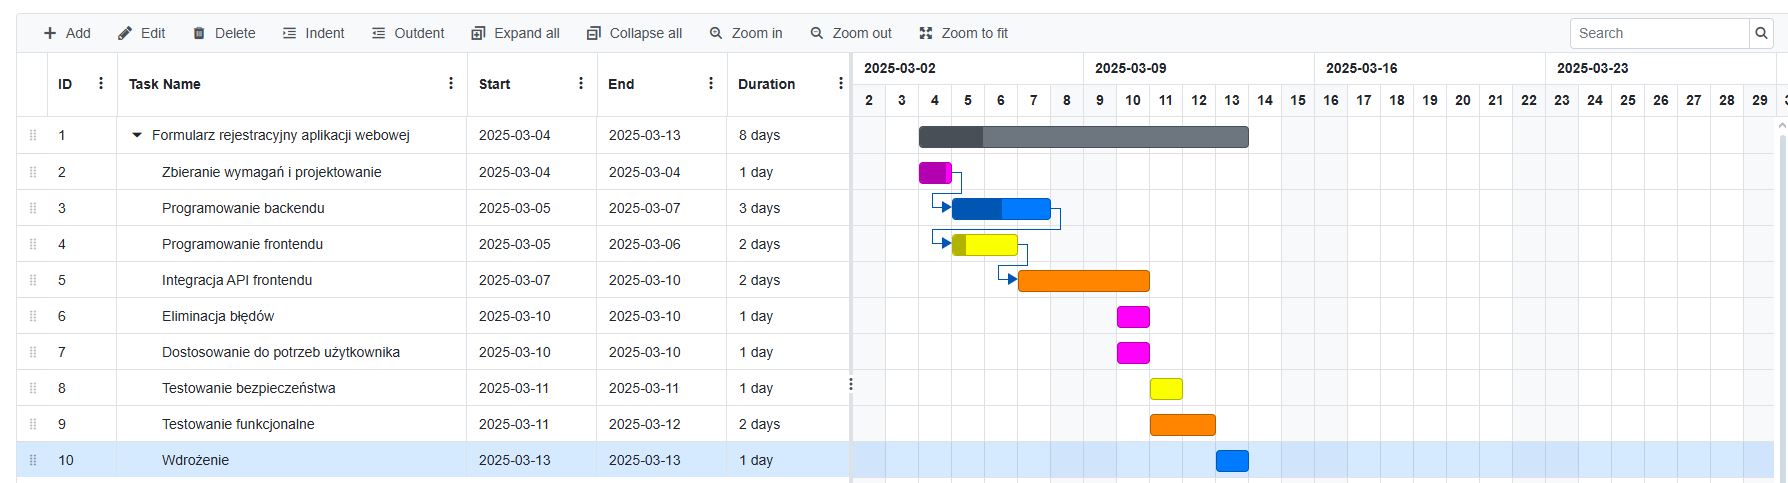 Add Edit Delete Indent Outdent Expand all Collapse all Zoom in Zoom out Zoom to fit Search
ID Task Name Start End Duration
2025-03-02 2025-03-09 2025-03-16 2025-03-23
2 3 4 5 6 7 8 9 10 11 12 13 14 15 16 17 18 19 20 21 22 23 24 25 26 27 28 29
1 Formularz rejestracyjny aplikacji webowej 2025-03-04 2025-03-13 8 days
2 Zbieranie wymagań i projektowanie 2025-03-04 2025-03-04 1 day
3 Programowanie backendu 2025-03-05 2025-03-07 3 days
4 Programowanie frontendu 2025-03-05 2025-03-06 2 days
5 Integracja API frontendu 2025-03-07 2025-03-10 2 days
6 Eliminacja błędów 2025-03-10 2025-03-10 1 day
7 Dostosowanie do potrzeb użytkownika 2025-03-10 2025-03-10 1 day
8 Testowanie bezpieczeństwa 2025-03-11 2025-03-11 1 day
9 Testowanie funkcjonalne 2025-03-11 2025-03-12 2 days
10 Wdrożenie 2025-03-13 2025-03-13 1 day